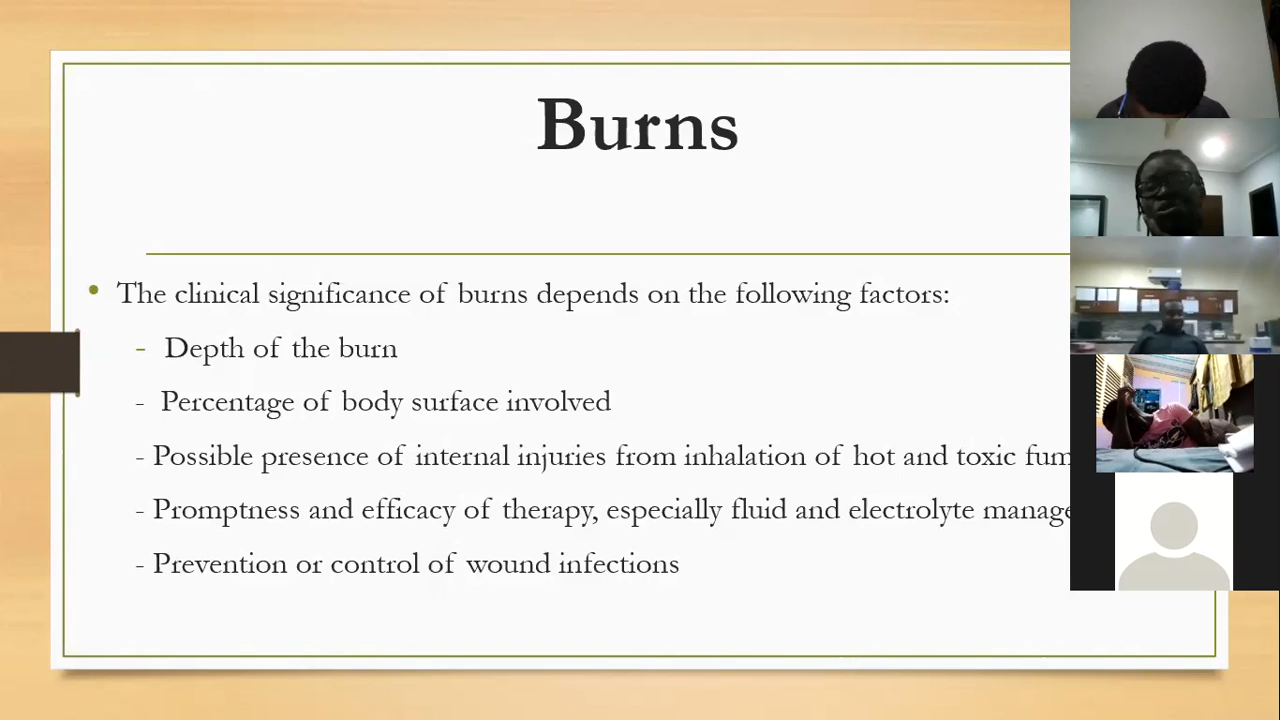 Burns
• The clinical significance of burns depends on the following factors:
- Depth of the burn
- Percentage of body surface involved
- Possible presence of internal injuries from inhalation of hot and toxic fum
- Promptness and efficacy of therapy, especially fluid and electrolyte manage
- Prevention or control of wound infections